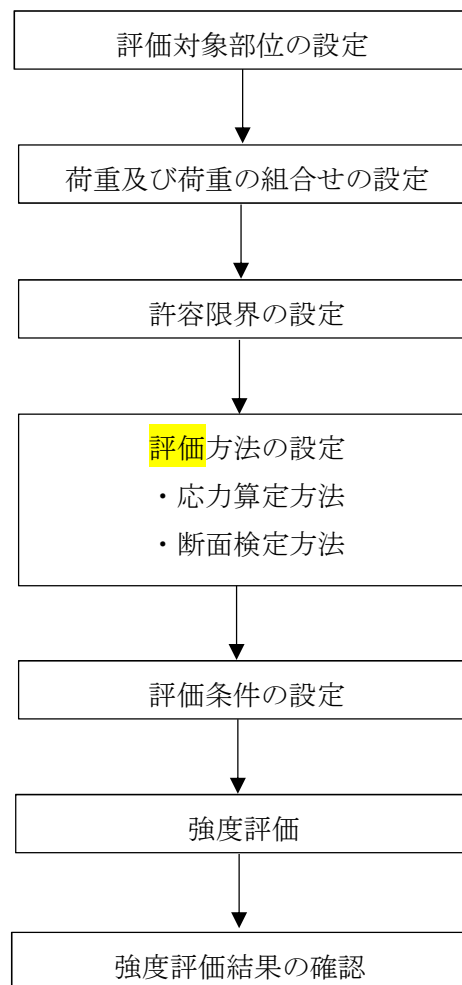 評価対象部位の設定
荷重及び荷重の組合せの設定
許容限界の設定
評価方法の設定
・応力算定方法
・断面検定方法
評価条件の設定
強度評価
強度評価結果の確認